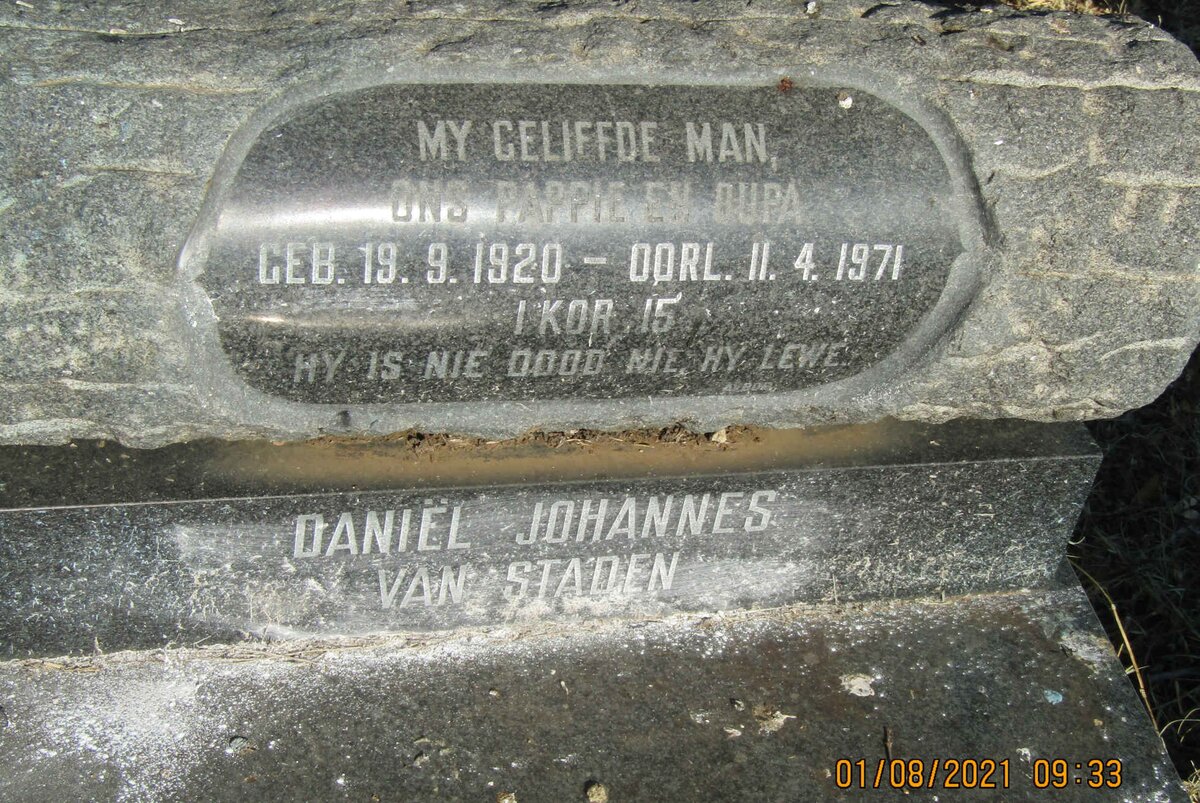 MY GELIEFDE MAN,
ONS PAPPIE EN OUPA
GEB. 19. 9. 1920 - OORL. 11. 4. 1971
I KOR 15
HY IS NIE DOOD NIE, HY LEWE
DANIËL JOHANNES
VAN STADEN
01/08/2021 09:33